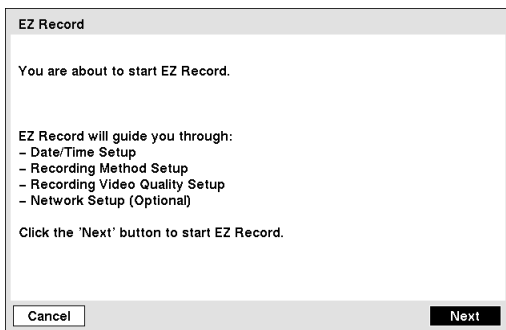 EZ Record
You are about to start EZ Record.
EZ Record will guide you through:
– Date/Time Setup
– Recording Method Setup
– Recording Video Quality Setup
– Network Setup (Optional)
Click the 'Next' button to start EZ Record.
Cancel
Next